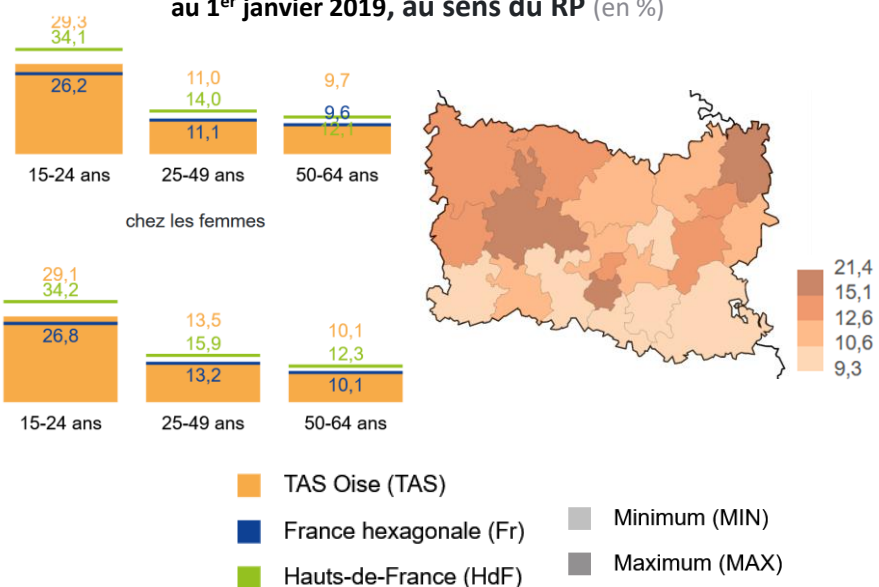 au 1er janvier 2019, au sens du RP (en %)
29,3
34,1
26,2
11,0
14,0
11,1
9,7
9,6
12,1
15-24 ans
25-49 ans
50-64 ans
chez les femmes
29,1
34,2
26,8
13,5
15,9
13,2
10,1
12,3
10,1
15-24 ans
25-49 ans
50-64 ans
21,4
15,1
12,6
10,6
9,3
TAS Oise (TAS)
France hexagonale (Fr)
Hauts-de-France (HdF)
Minimum (MIN)
Maximum (MAX)